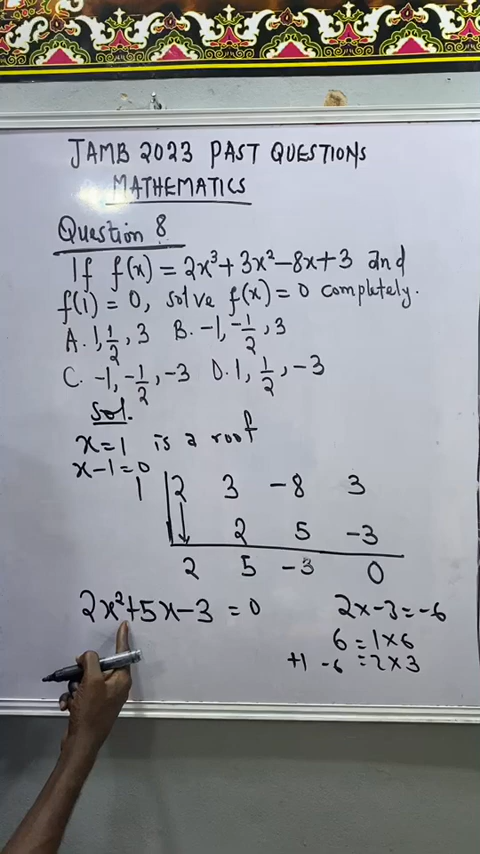 JAMB 2023 PAST QUESTIONS
MATHEMATICS
Question 8
If f(x) = 2x³+3x²-8x+3 and
f(1) = 0, solve f(x)=0 completely.
A. 1, 1/2, 3 B. -1, -1/2, 3
C. -1, -1/2, -3 D. 1, 1/2, -3
Sol.
x=1 is a root
x-1=0
1 | 2 3 -8 3
2 5 -3
2 5 -3 0
2x²+5x-3 = 0 2x-3=-6
6 = 1×6
+1 -6 = 2×3